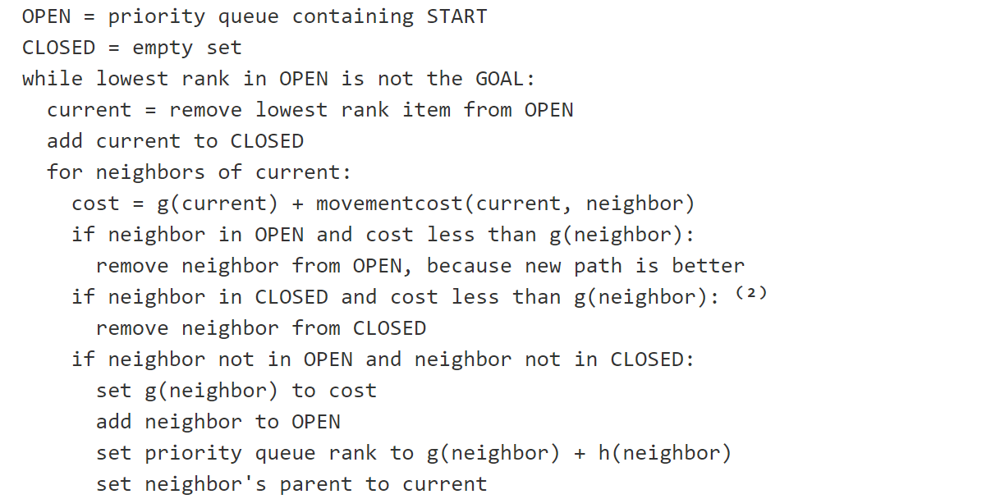 OPEN = priority queue containing START
CLOSED = empty set
while lowest rank in OPEN is not the GOAL:
  current = remove lowest rank item from OPEN
  add current to CLOSED
  for neighbors of current:
    cost = g(current) + movementcost(current, neighbor)
    if neighbor in OPEN and cost less than g(neighbor):
      remove neighbor from OPEN, because new path is better
    if neighbor in CLOSED and cost less than g(neighbor): ⁽²⁾
      remove neighbor from CLOSED
    if neighbor not in OPEN and neighbor not in CLOSED:
      set g(neighbor) to cost
      add neighbor to OPEN
      set priority queue rank to g(neighbor) + h(neighbor)
      set neighbor's parent to current